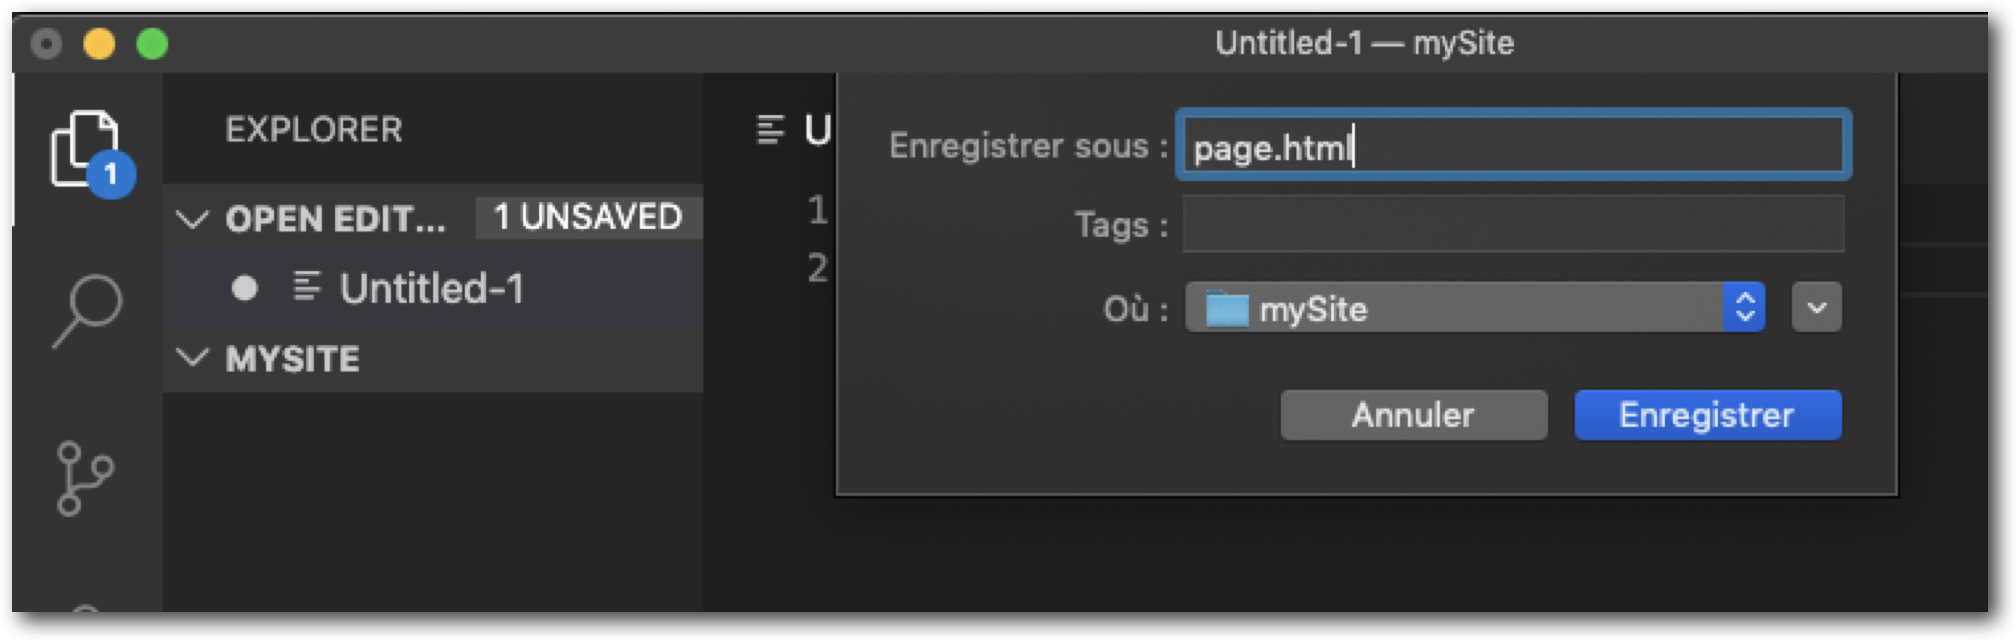 Untitled-1 — mySite
EXPLORER
1
OPEN EDIT... 1 UNSAVED
Untitled-1
MYSITE
U
1
2
Enregistrer sous : page.html
Tags :
Où : mySite
Annuler Enregistrer